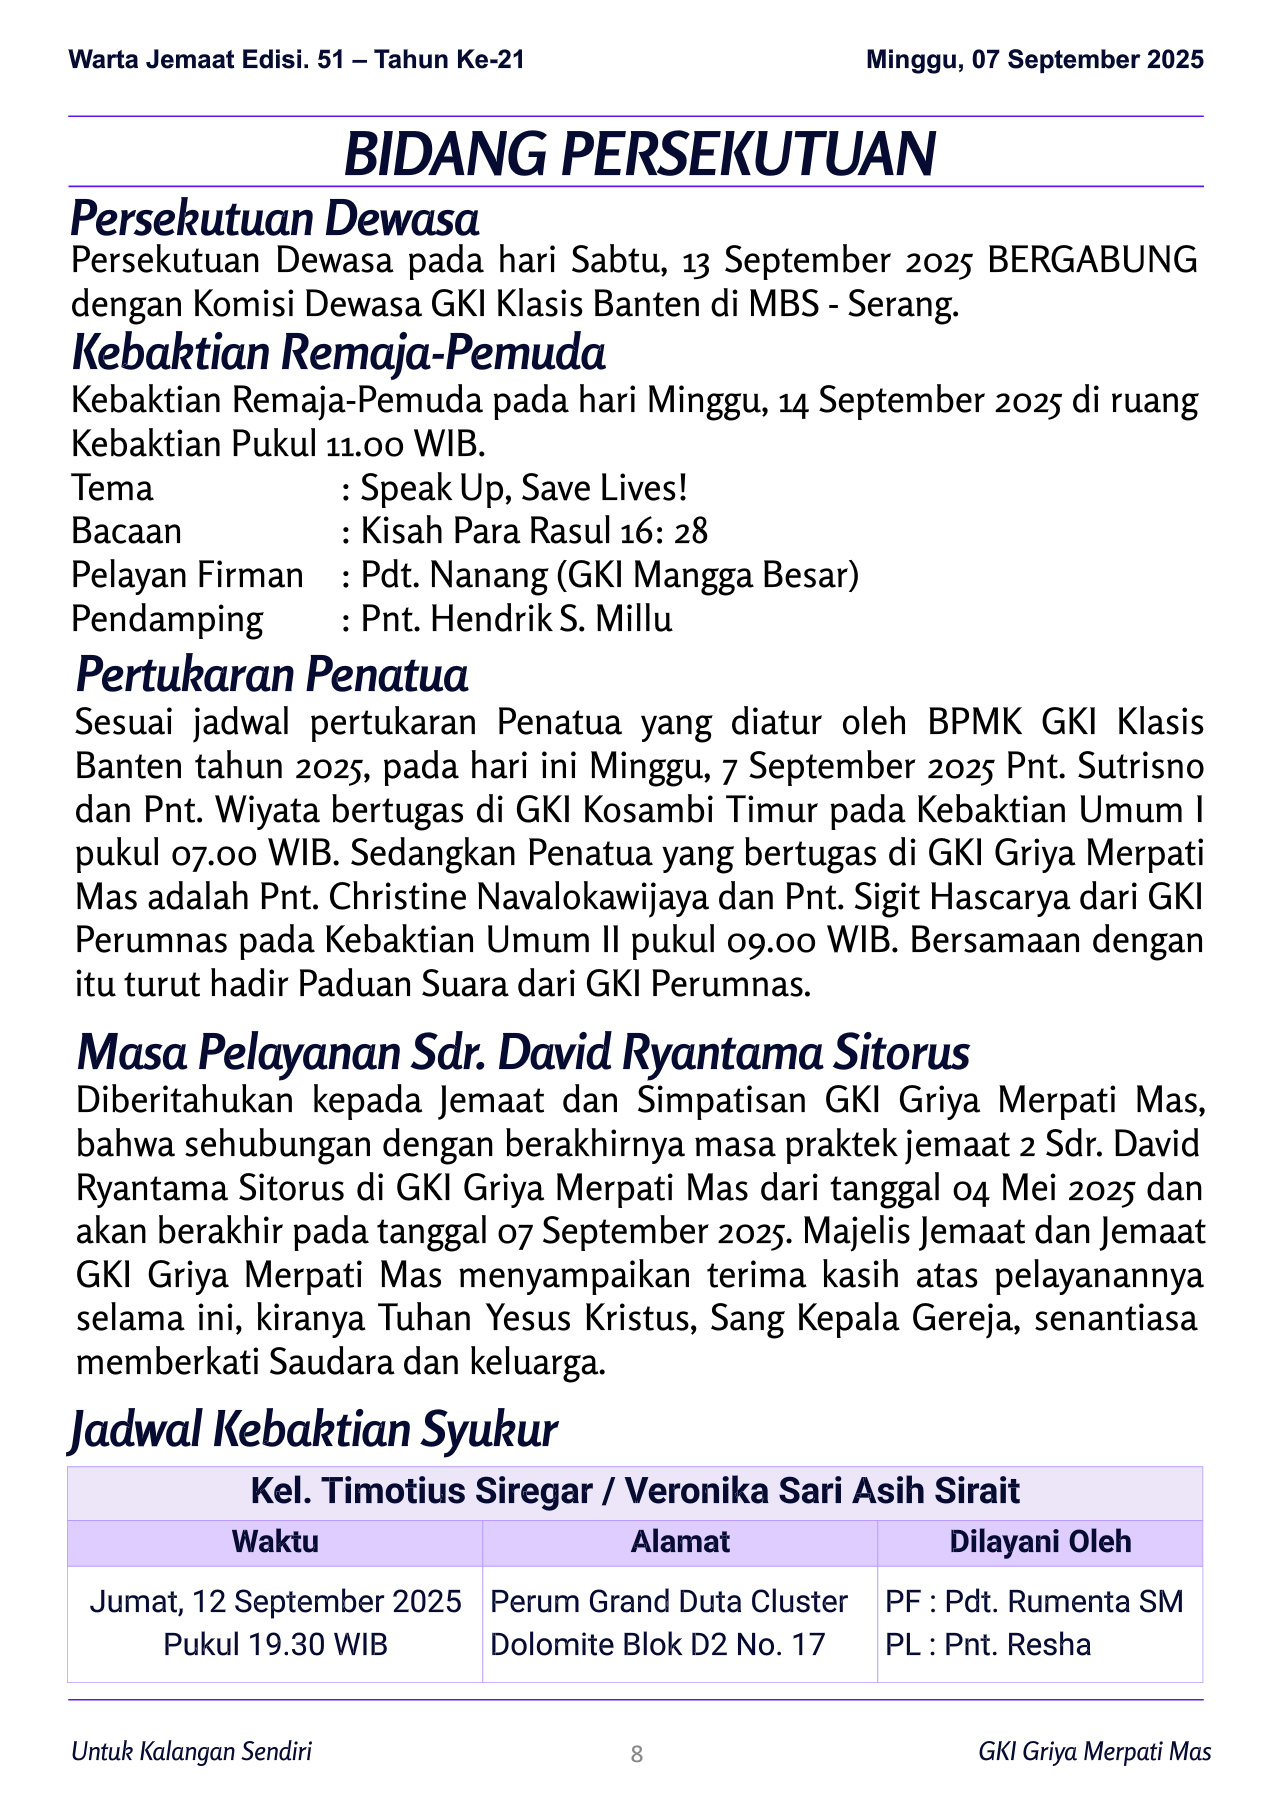 Warta Jemaat Edisi. 51 – Tahun Ke-21
Minggu, 07 September 2025
BIDANG PERSEKUTUAN
Persekutuan Dewasa
Persekutuan Dewasa pada hari Sabtu, 13 September 2025 BERGABUNG
dengan Komisi Dewasa GKI Klasis Banten di MBS - Serang.
Kebaktian Remaja-Pemuda
Kebaktian Remaja-Pemuda pada hari Minggu, 14 September 2025 di ruang
Kebaktian Pukul 11.00 WIB.
Tema : Speak Up, Save Lives!
Bacaan : Kisah Para Rasul 16: 28
Pelayan Firman : Pdt. Nanang (GKI Mangga Besar)
Pendamping : Pnt. Hendrik S. Millu
Pertukaran Penatua
Sesuai jadwal pertukaran Penatua yang diatur oleh BPMK GKI Klasis
Banten tahun 2025, pada hari ini Minggu, 7 September 2025 Pnt. Sutrisno
dan Pnt. Wiyata bertugas di GKI Kosambi Timur pada Kebaktian Umum I
pukul 07.00 WIB. Sedangkan Penatua yang bertugas di GKI Griya Merpati
Mas adalah Pnt. Christine Navalokawijaya dan Pnt. Sigit Hascarya dari GKI
Perumnas pada Kebaktian Umum II pukul 09.00 WIB. Bersamaan dengan
itu turut hadir Paduan Suara dari GKI Perumnas.
Masa Pelayanan Sdr. David Ryantama Sitorus
Diberitahukan kepada Jemaat dan Simpatisan GKI Griya Merpati Mas,
bahwa sehubungan dengan berakhirnya masa praktek jemaat 2 Sdr. David
Ryantama Sitorus di GKI Griya Merpati Mas dari tanggal 04 Mei 2025 dan
akan berakhir pada tanggal 07 September 2025. Majelis Jemaat dan Jemaat
GKI Griya Merpati Mas menyampaikan terima kasih atas pelayanannya
selama ini, kiranya Tuhan Yesus Kristus, Sang Kepala Gereja, senantiasa
memberkati Saudara dan keluarga.
Jadwal Kebaktian Syukur
Kel. Timotius Siregar / Veronika Sari Asih Sirait
Waktu
Alamat
Dilayani Oleh
Jumat, 12 September 2025
Pukul 19.30 WIB
Perum Grand Duta Cluster
Dolomite Blok D2 No. 17
PF : Pdt. Rumenta SM
PL : Pnt. Resha
Untuk Kalangan Sendiri
8
GKI Griya Merpati Mas